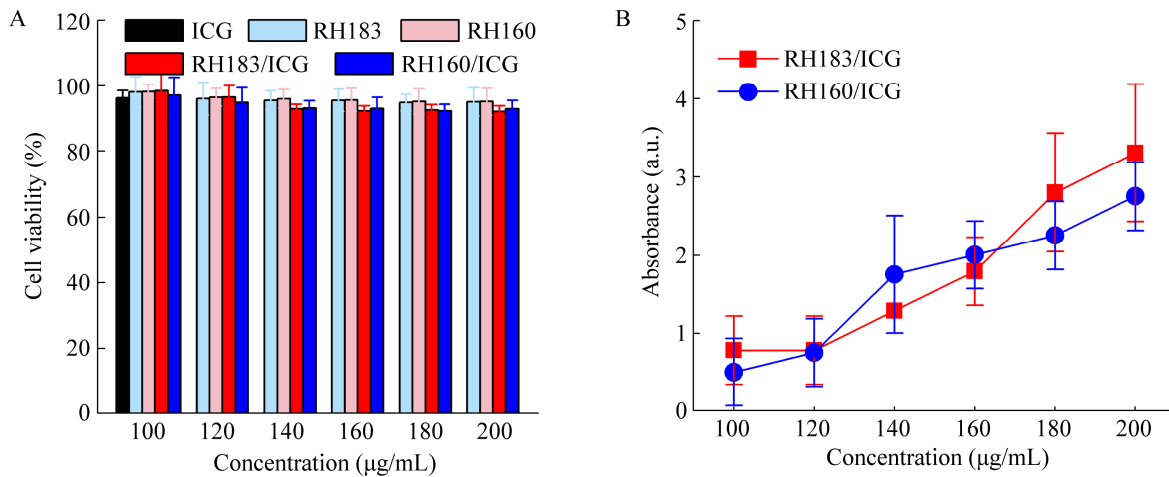 A
ICG
RH183
RH160
RH183/ICG
RH160/ICG
Cell viability (%)
120
100
80
60
40
20
0
100 120 140 160 180 200
Concentration (μg/mL)
B
RH183/ICG
RH160/ICG
Absorbance (a.u.)
5
4
3
2
1
0
100 120 140 160 180 200
Concentration (μg/mL)